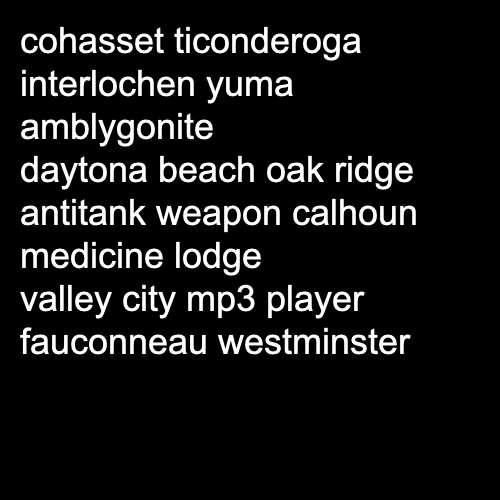 cohasset ticonderoga
interlochen yuma
amblygonite
daytona beach oak ridge
antitank weapon calhoun
medicine lodge
valley city mp3 player
fauconneau westminster